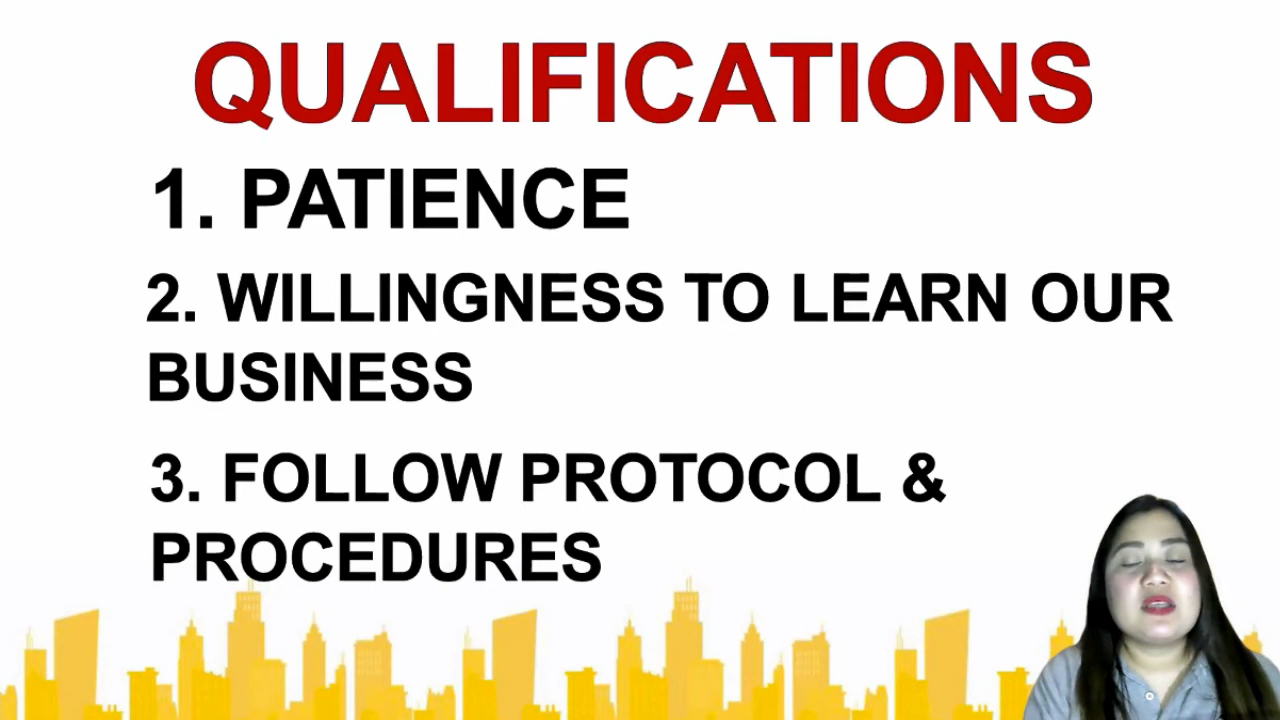 QUALIFICATIONS
1. PATIENCE
2. WILLINGNESS TO LEARN OUR
BUSINESS
3. FOLLOW PROTOCOL &
PROCEDURES